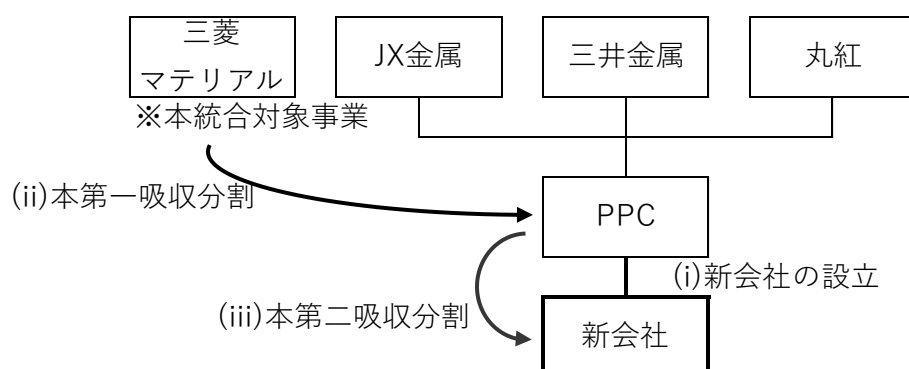 三菱
マテリアル
JX金属
三井金属
丸紅
※本統合対象事業
(ii)本第一吸収分割
PPC
(i)新会社の設立
(iii)本第二吸収分割
新会社